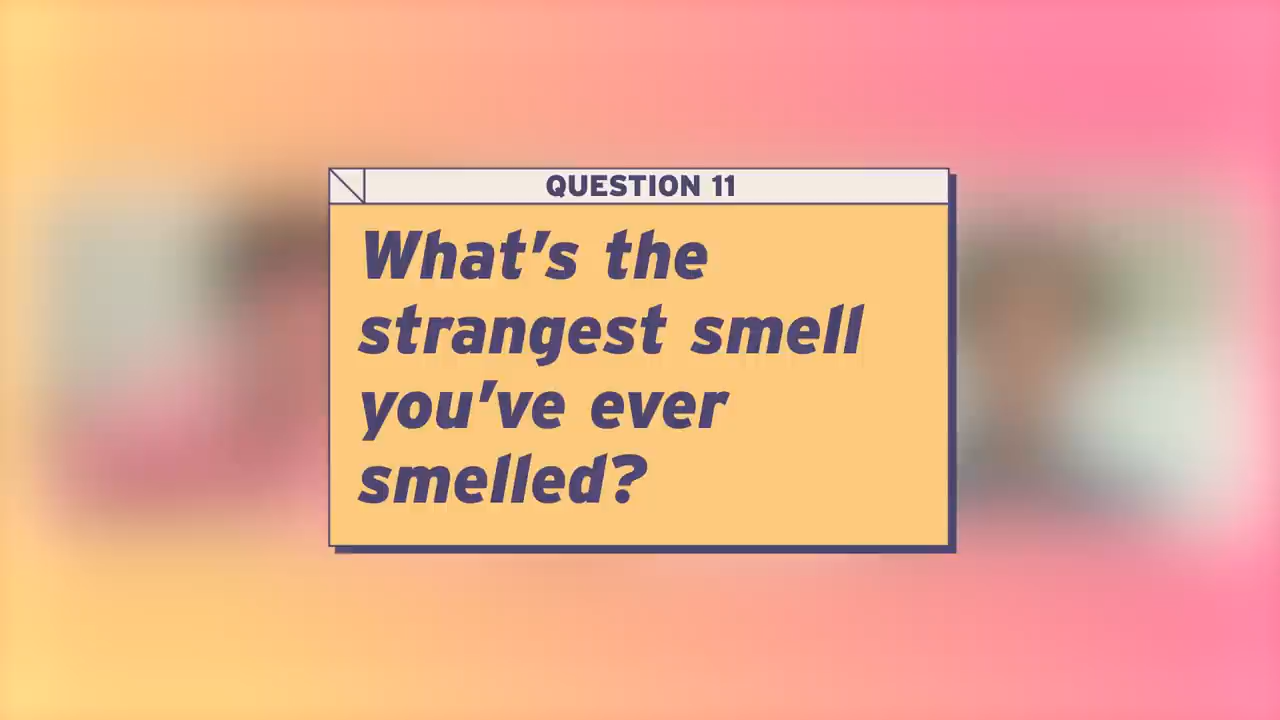 QUESTION 11
What's the
strangest smell
you've ever
smelled?